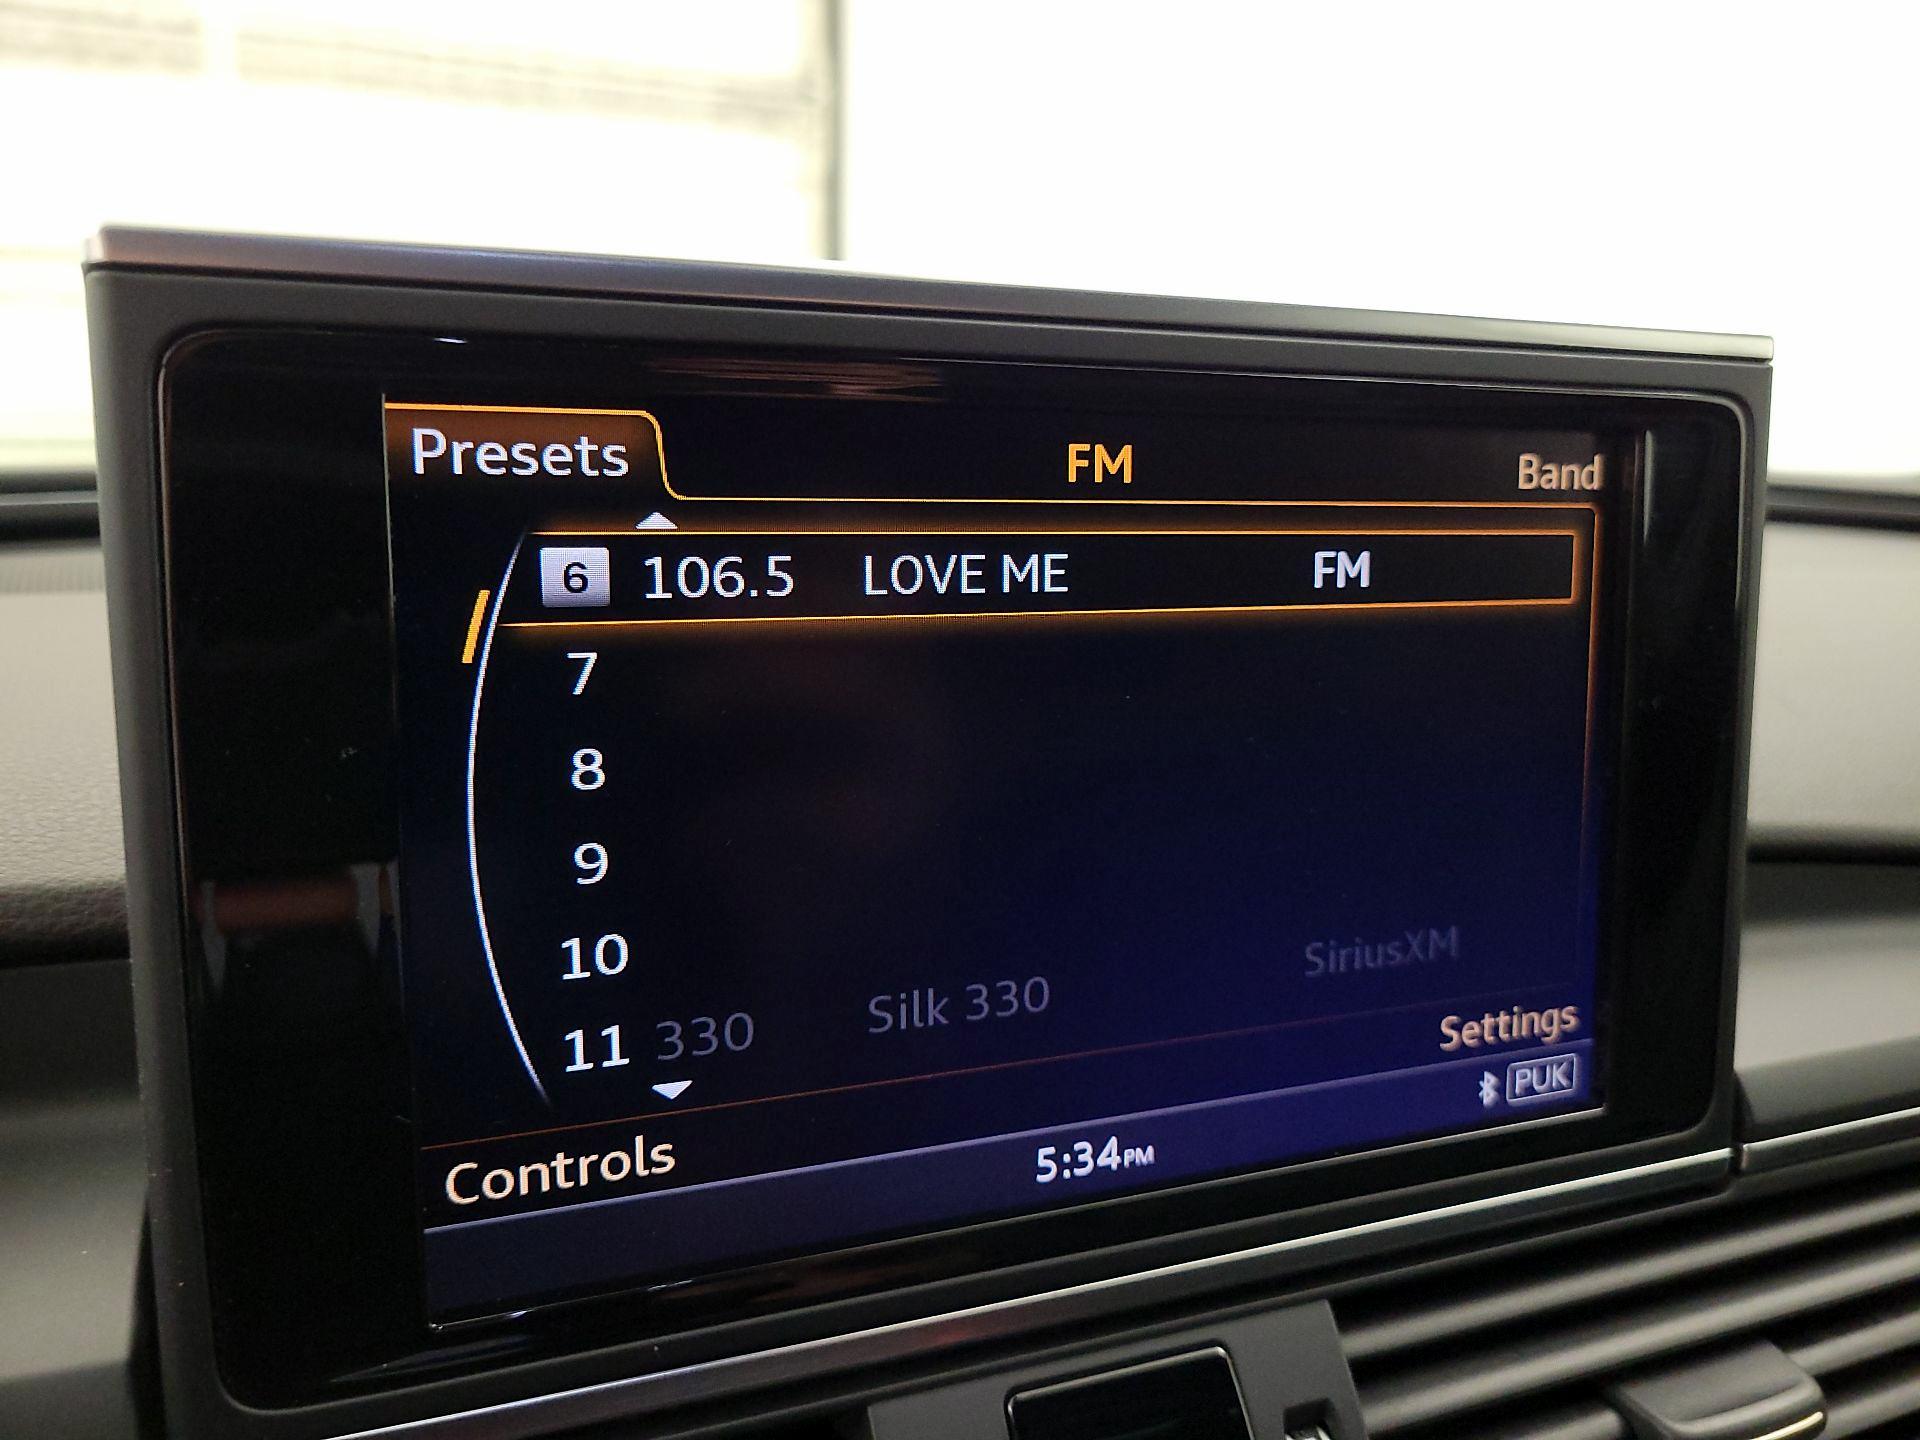 Presets FM Band
6 106.5 LOVE ME FM
7
8
9
10
11 330 Silk 330 SiriusXM
Settings
PUK
Controls 5:34PM